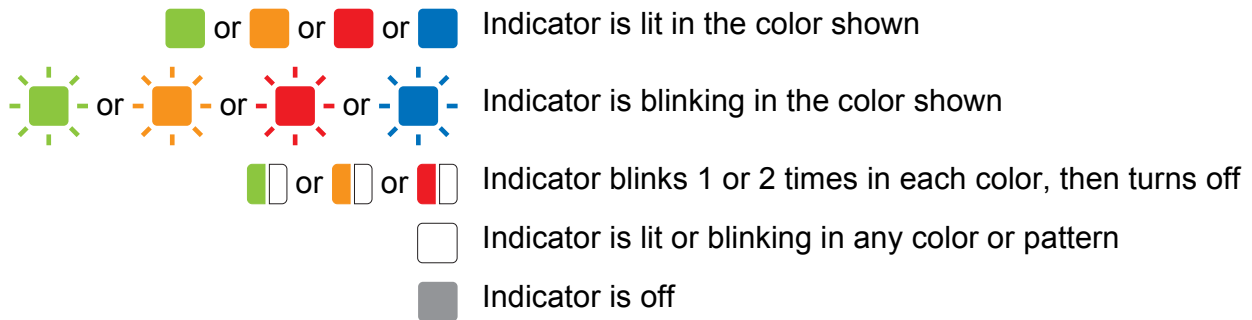 or or or Indicator is lit in the color shown
or or or Indicator is blinking in the color shown
or or Indicator blinks 1 or 2 times in each color, then turns off
Indicator is lit or blinking in any color or pattern
Indicator is off